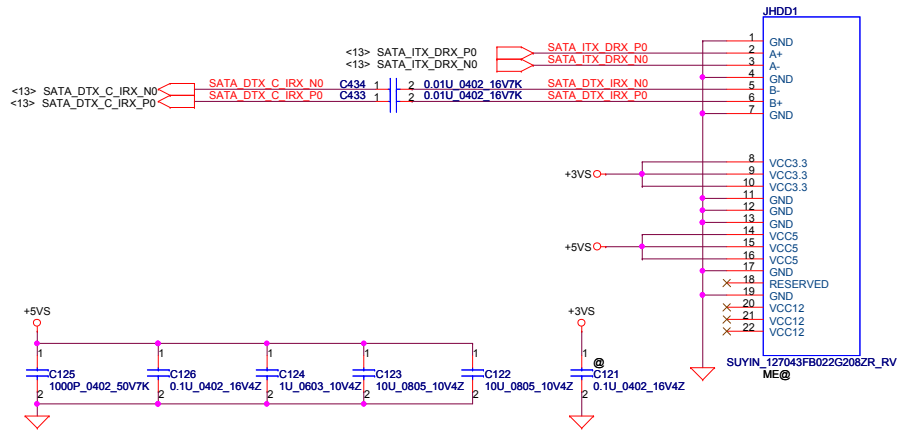 JHDD1
1 GND
<13> SATA_ITX_DRX_P0 SATA_ITX_DRX_P0 2 A+
<13> SATA_ITX_DRX_N0 SATA_ITX_DRX_N0 3 A-
4 GND
<13> SATA_DTX_C_IRX_N0 SATA_DTX_C_IRX_N0 C434 1 2 0.01U_0402_16V7K SATA_DTX_IRX_N0 5 B-
<13> SATA_DTX_C_IRX_P0 SATA_DTX_C_IRX_P0 C433 1 2 0.01U_0402_16V7K SATA_DTX_IRX_P0 6 B+
7 GND
8 VCC3.3
+3VS 9 VCC3.3
10 VCC3.3
11 GND
12 GND
13 GND
14 VCC5
+5VS 15 VCC5
16 VCC5
17 GND
18 RESERVED
19 GND
20 VCC12
21 VCC12
22 VCC12
SUYIN_127043FB022G208ZR_RV
ME@
+5VS +3VS
1 1 1 1 1 1 @
C125 C126 C124 C123 C122 C121
1000P_0402_50V7K 0.1U_0402_16V4Z 1U_0603_10V4Z 10U_0805_10V4Z 10U_0805_10V4Z 0.1U_0402_16V4Z
2 2 2 2 2 2